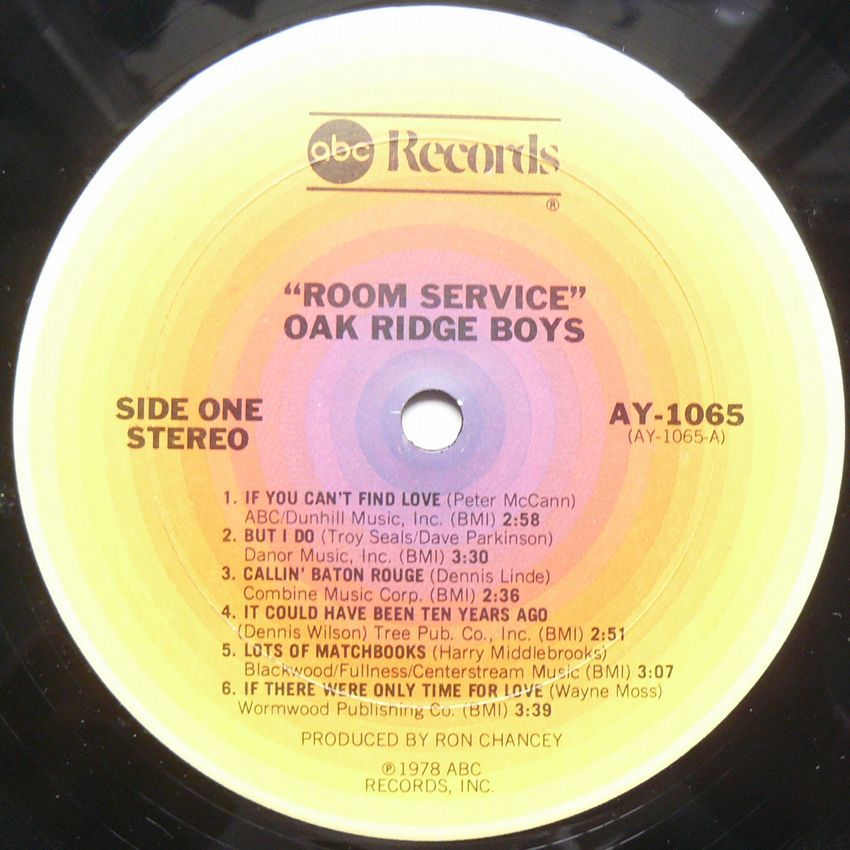 abc Records
®
“ROOM SERVICE”
OAK RIDGE BOYS
SIDE ONE
STEREO
AY-1065
(AY-1065-A)
1. IF YOU CAN'T FIND LOVE (Peter McCann)
ABC/Dunhill Music, Inc. (BMI) 2:58
2. BUT I DO (Troy Seals/Dave Parkinson)
Danor Music, Inc. (BMI) 3:30
3. CALLIN' BATON ROUGE (Dennis Linde)
Combine Music Corp. (BMI) 2:36
4. IT COULD HAVE BEEN TEN YEARS AGO
(Dennis Wilson) Tree Pub. Co., Inc. (BMI) 2:51
5. LOTS OF MATCHBOOKS (Harry Middlebrooks)
Blackwood/Fullness/Centerstream Music (BMI) 3:07
6. IF THERE WERE ONLY TIME FOR LOVE (Wayne Moss)
Wormwood Publishing Co. (BMI) 3:39
PRODUCED BY RON CHANCEY
℗ 1978 ABC
RECORDS, INC.